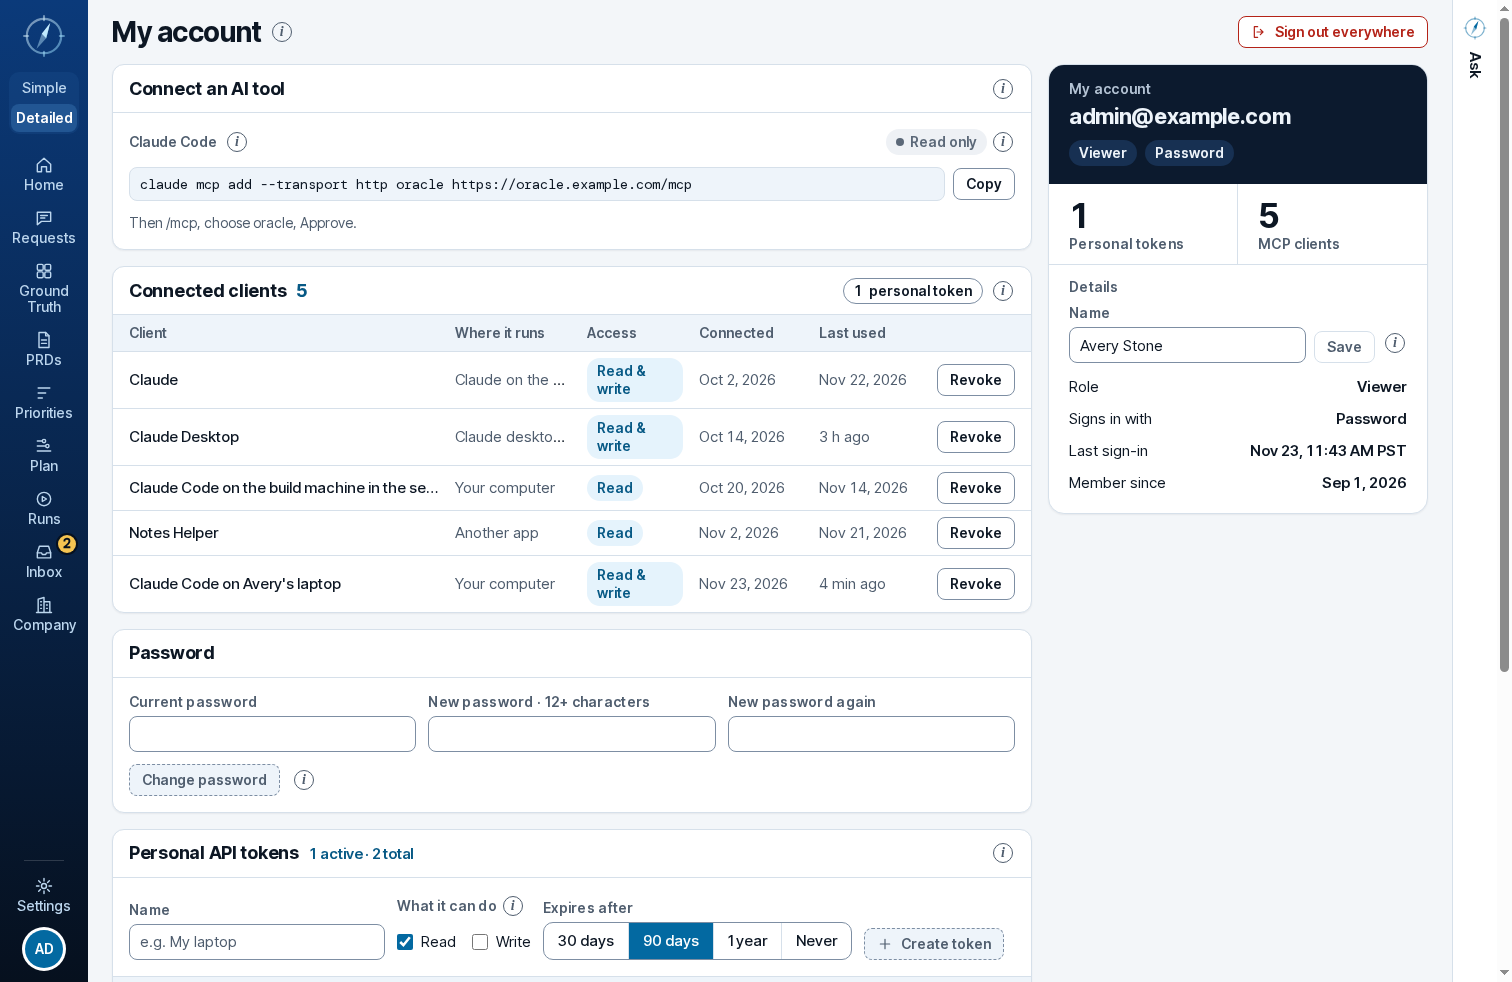 Simple
Detailed
Home
Requests
Ground
Truth
PRDs
Priorities
Plan
Runs
2
Inbox
Company
Settings
AD
My account
i
Sign out everywhere
Connect an AI tool
i
Claude Code i
Read only i
claude mcp add --transport http oracle https://oracle.example.com/mcp
Copy
Then /mcp, choose oracle, Approve.
Connected clients 5
1 personal token i
Client Where it runs Access Connected Last used
Claude Claude on the ... Read & write Oct 2, 2026 Nov 22, 2026 Revoke
Claude Desktop Claude deskto... Read & write Oct 14, 2026 3 h ago Revoke
Claude Code on the build machine in the se... Your computer Read Oct 20, 2026 Nov 14, 2026 Revoke
Notes Helper Another app Read Nov 2, 2026 Nov 21, 2026 Revoke
Claude Code on Avery's laptop Your computer Read & write Nov 23, 2026 4 min ago Revoke
Password
Current password New password · 12+ characters New password again
Change password i
Personal API tokens 1 active · 2 total i
Name What it can do i Expires after
e.g. My laptop Read Write 30 days 90 days 1 year Never + Create token
My account
admin@example.com
Viewer Password
1 5
Personal tokens MCP clients
Details
Name
Avery Stone Save i
Role Viewer
Signs in with Password
Last sign-in Nov 23, 11:43 AM PST
Member since Sep 1, 2026
Ask